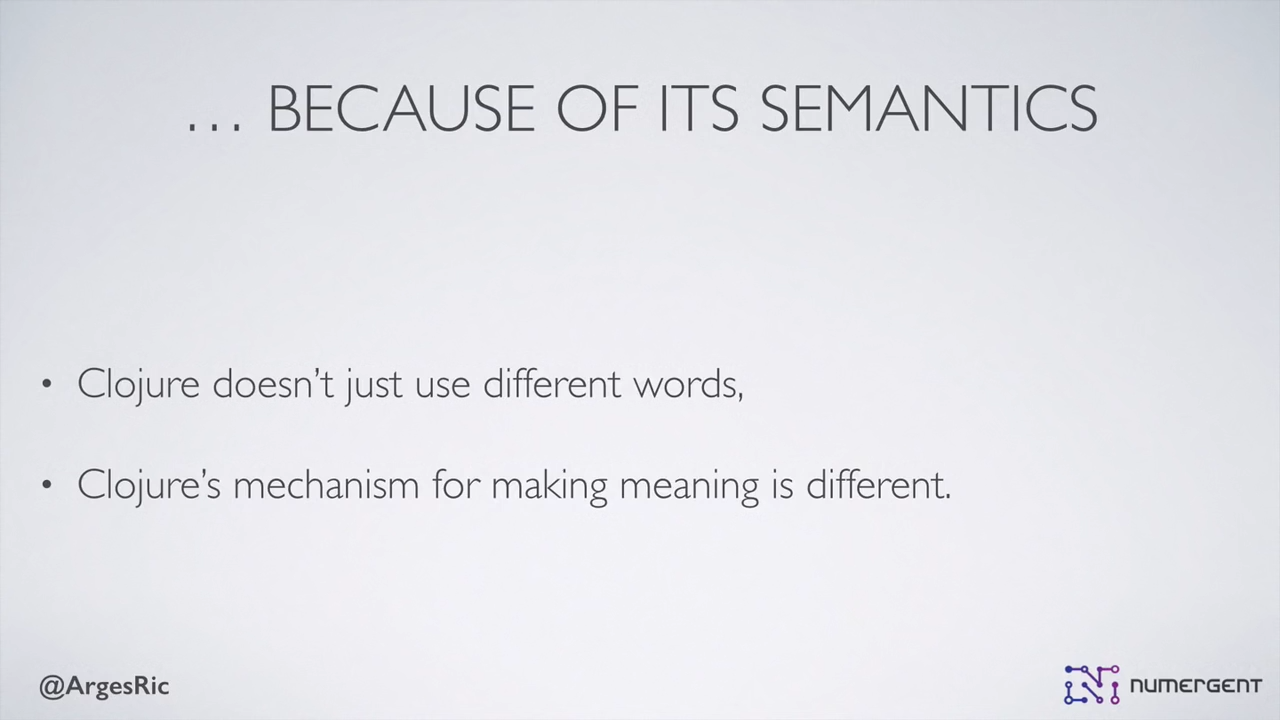 … BECAUSE OF ITS SEMANTICS
• Clojure doesn’t just use different words,
• Clojure’s mechanism for making meaning is different.
@ArgesRic
NUMERGENT